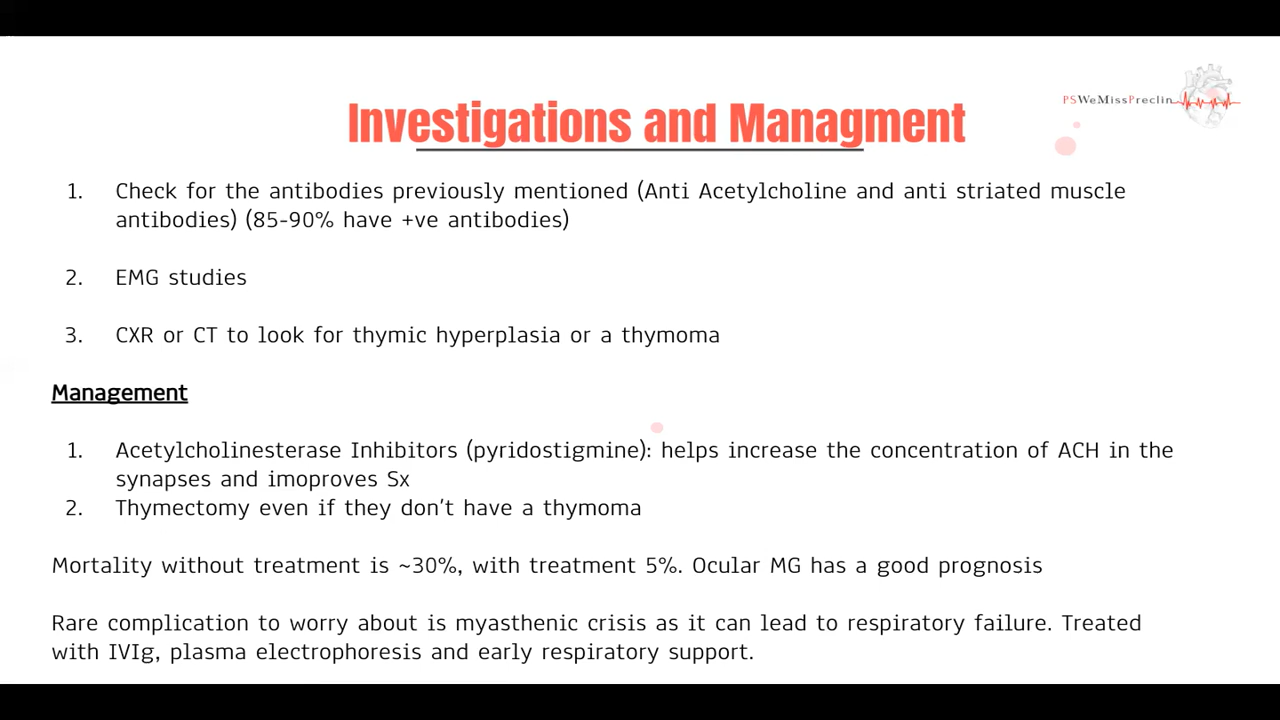 PSWeMissPreclin
Investigations and Managment
1. Check for the antibodies previously mentioned (Anti Acetylcholine and anti striated muscle
antibodies) (85-90% have +ve antibodies)
2. EMG studies
3. CXR or CT to look for thymic hyperplasia or a thymoma
Management
1. Acetylcholinesterase Inhibitors (pyridostigmine): helps increase the concentration of ACH in the
synapses and imoproves Sx
2. Thymectomy even if they don't have a thymoma
Mortality without treatment is ~30%, with treatment 5%. Ocular MG has a good prognosis
Rare complication to worry about is myasthenic crisis as it can lead to respiratory failure. Treated
with IVIg, plasma electrophoresis and early respiratory support.